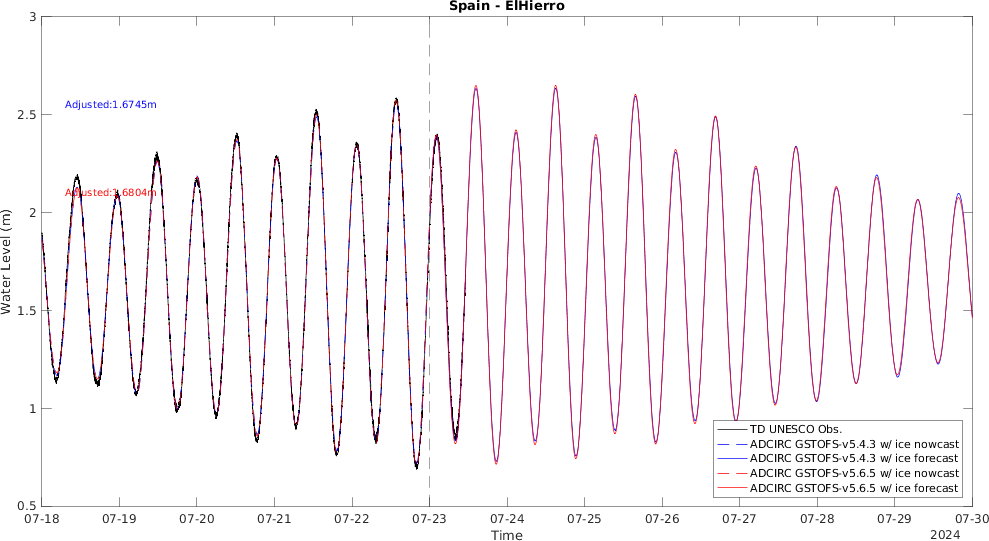 Spain - ElHierro
3
2.5
2
1.5
1
0.5
Water Level (m)
Adjusted:1.6745m
Adjusted:1.6804m
TD UNESCO Obs.
ADCIRC GSTOFS-v5.4.3 w/ ice nowcast
ADCIRC GSTOFS-v5.4.3 w/ ice forecast
ADCIRC GSTOFS-v5.6.5 w/ ice nowcast
ADCIRC GSTOFS-v5.6.5 w/ ice forecast
07-18 07-19 07-20 07-21 07-22 07-23 07-24 07-25 07-26 07-27 07-28 07-29 07-30
Time
2024